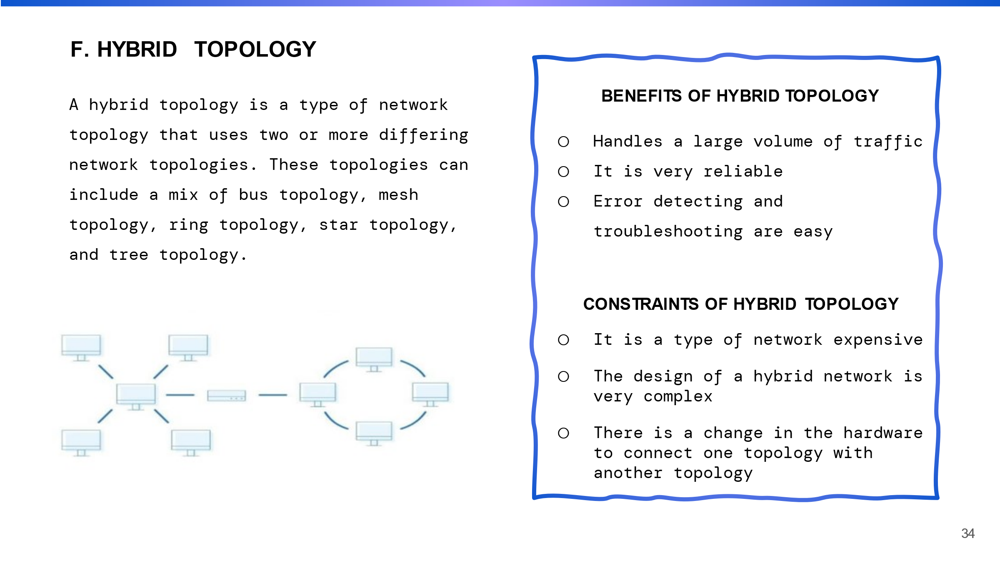 F. HYBRID TOPOLOGY
A hybrid topology is a type of network
topology that uses two or more differing
network topologies. These topologies can
include a mix of bus topology, mesh
topology, ring topology, star topology,
and tree topology.
BENEFITS OF HYBRID TOPOLOGY
○ Handles a large volume of traffic
○ It is very reliable
○ Error detecting and
troubleshooting are easy
CONSTRAINTS OF HYBRID TOPOLOGY
○ It is a type of network expensive
○ The design of a hybrid network is
very complex
○ There is a change in the hardware
to connect one topology with
another topology
34